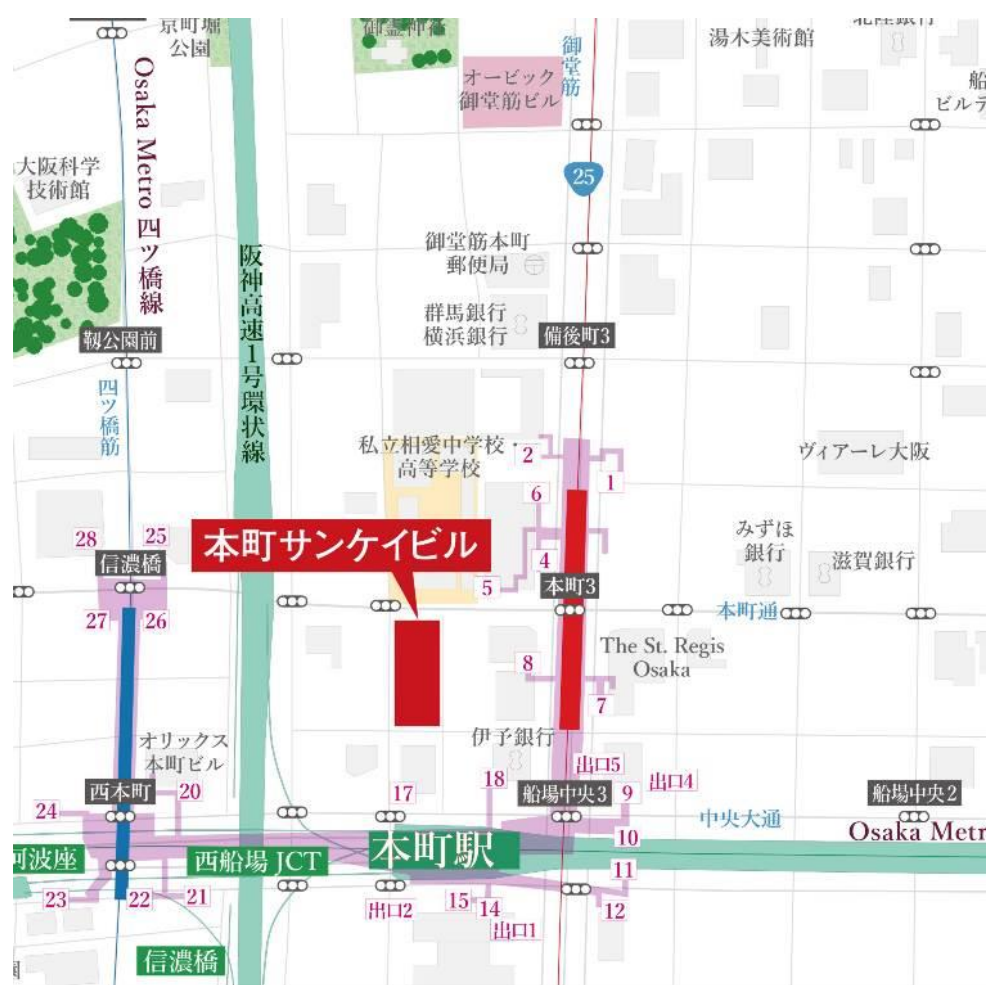 京町堀
公園
御霊神社
御堂筋
湯木美術館
北陸銀行
オービック
御堂筋ビル
船
ビルデ
Osaka Metro 四ツ橋線
大阪科学
技術館
25
阪神高速1号環状線
御堂筋本町
郵便局
群馬銀行
横浜銀行
靱公園前
備後町3
四ツ橋筋
私立相愛中学校・
高等学校
2
1
ヴィアーレ大阪
6
28
25
本町サンケイビル
4
みずほ
銀行
滋賀銀行
信濃橋
5
本町3
27
26
本町通
The St. Regis
Osaka
8
7
オリックス
本町ビル
伊予銀行
出口5
出口4
西本町
20
17
18
船場中央3
9
船場中央2
24
10
中央大通
Osaka Metr
阿波座
西船場 JCT
本町駅
11
23
22
21
出口2
15
14
12
出口1
信濃橋